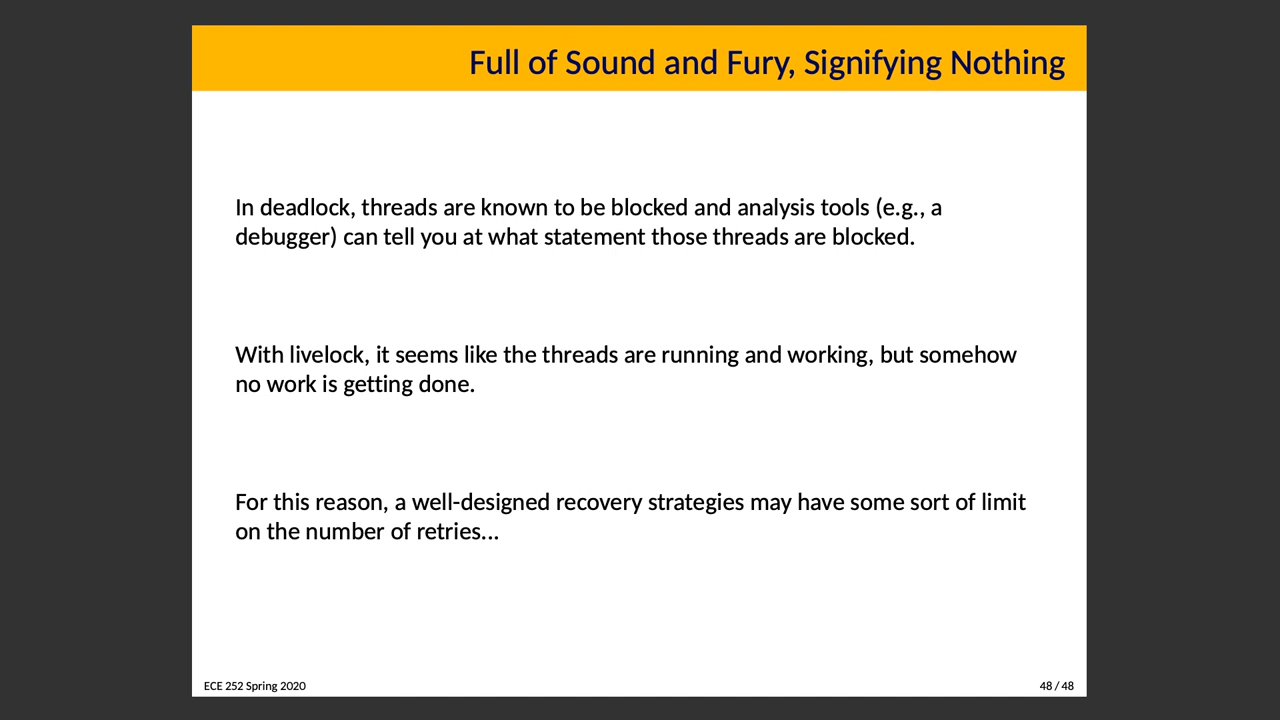 Full of Sound and Fury, Signifying Nothing
In deadlock, threads are known to be blocked and analysis tools (e.g., a
debugger) can tell you at what statement those threads are blocked.
With livelock, it seems like the threads are running and working, but somehow
no work is getting done.
For this reason, a well-designed recovery strategies may have some sort of limit
on the number of retries...
ECE 252 Spring 2020
48 / 48